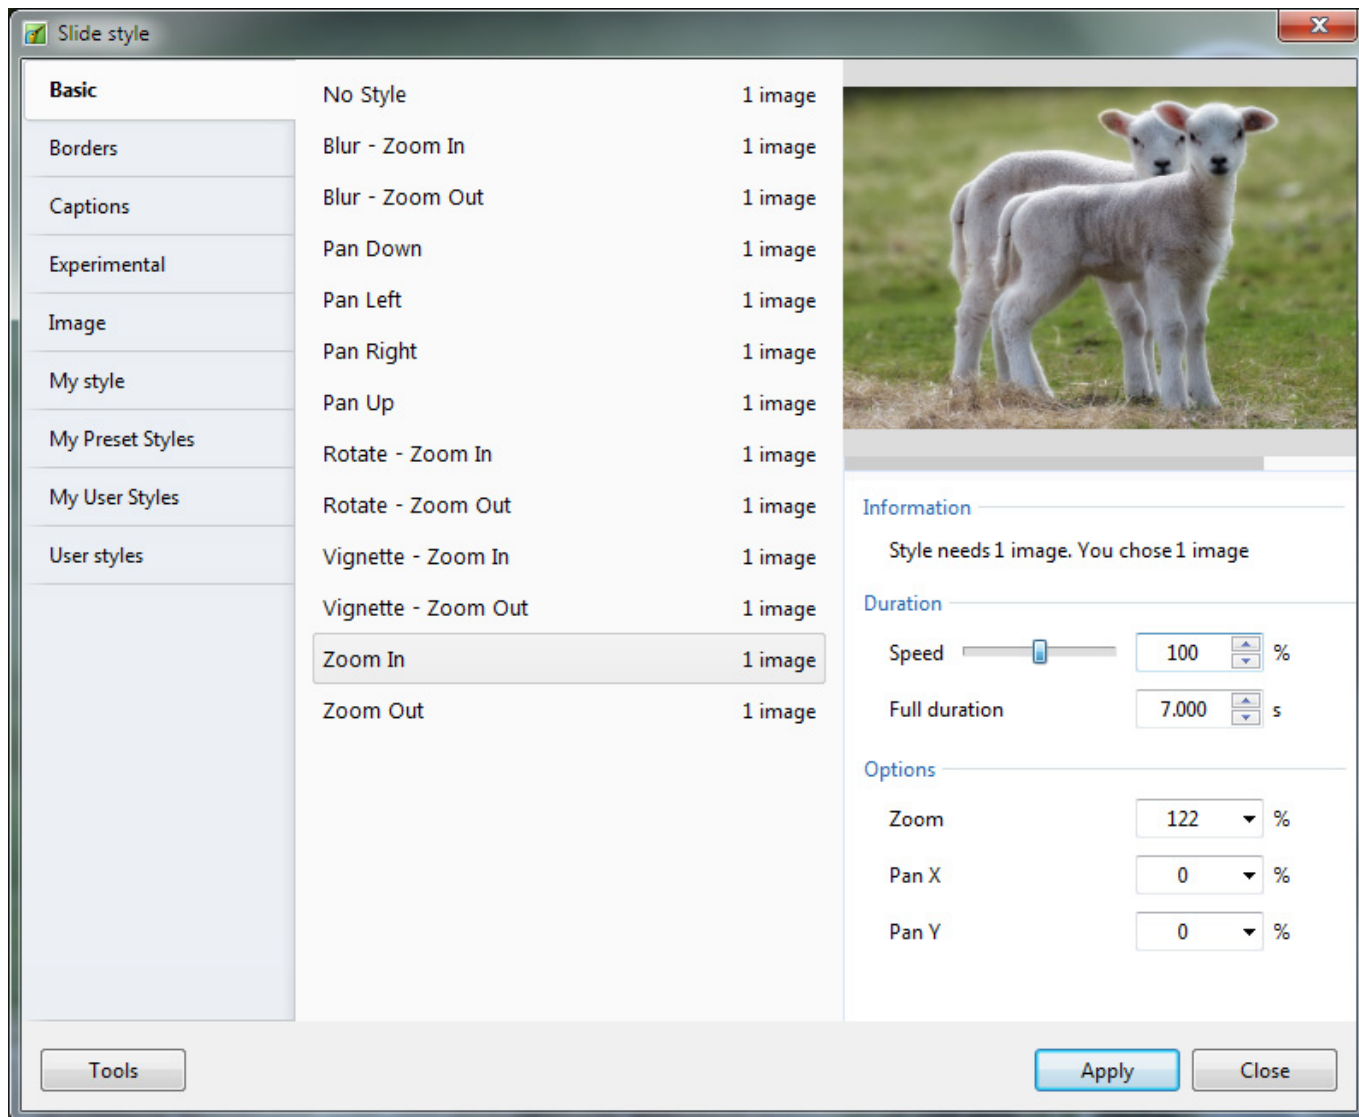 Slide style
Basic
Borders
Captions
Experimental
Image
My style
My Preset Styles
My User Styles
User styles
No Style 1 image
Blur - Zoom In 1 image
Blur - Zoom Out 1 image
Pan Down 1 image
Pan Left 1 image
Pan Right 1 image
Pan Up 1 image
Rotate - Zoom In 1 image
Rotate - Zoom Out 1 image
Vignette - Zoom In 1 image
Vignette - Zoom Out 1 image
Zoom In 1 image
Zoom Out 1 image
Information
Style needs 1 image. You chose 1 image
Duration
Speed 100 %
Full duration 7.000 s
Options
Zoom 122 %
Pan X 0 %
Pan Y 0 %
Tools
Apply
Close